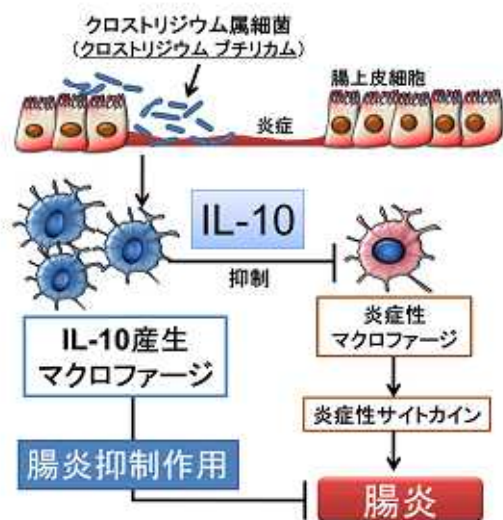 クロストリジウム属細菌
（クロストリジウム ブチリカム）
腸上皮細胞
炎症
IL-10
抑制
炎症性
マクロファージ
IL-10産生
マクロファージ
炎症性サイトカイン
腸炎抑制作用
腸炎